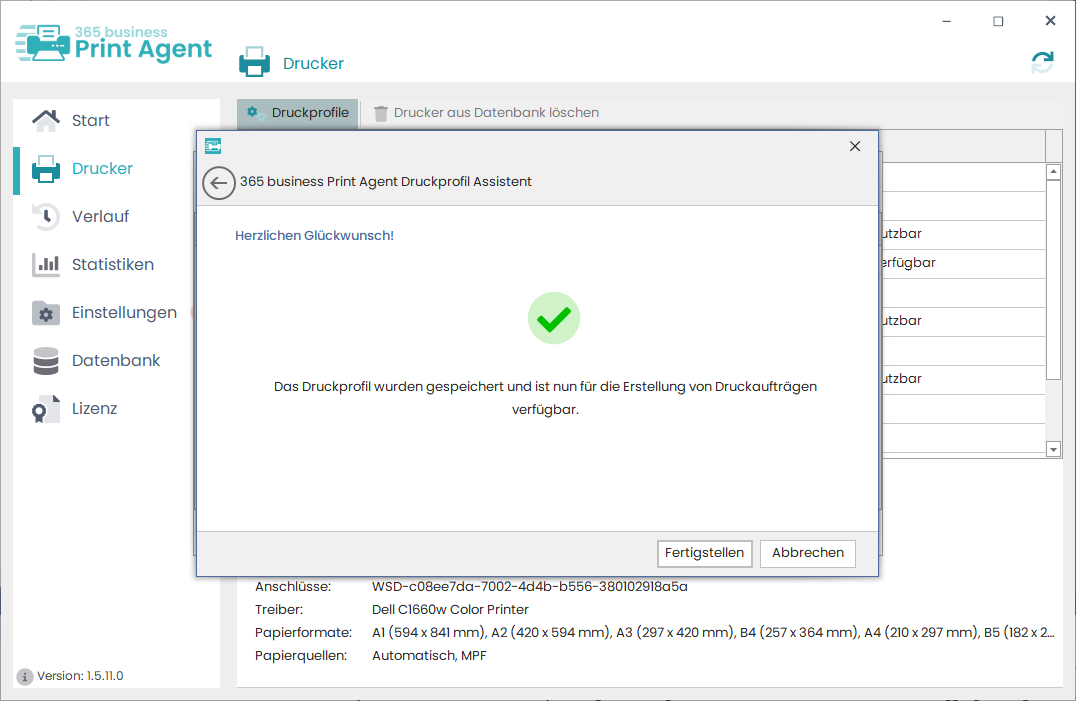 365 business
Print Agent
Drucker
Start
Drucker
Verlauf
Statistiken
Einstellungen
Datenbank
Lizenz
Version: 1.5.11.0
Druckprofile
Drucker aus Datenbank löschen
utzbar
erfügbar
utzbar
utzbar
365 business Print Agent Druckprofil Assistent
Herzlichen Glückwunsch!
Das Druckprofil wurden gespeichert und ist nun für die Erstellung von Druckaufträgen
verfügbar.
Fertigstellen Abbrechen
Anschlüsse: WSD-c08ee7da-7002-4d4b-b556-380102918a5a
Treiber: Dell C1660w Color Printer
Papierformate: A1 (594 x 841 mm), A2 (420 x 594 mm), A3 (297 x 420 mm), B4 (257 x 364 mm), A4 (210 x 297 mm), B5 (182 x 2...
Papierquellen: Automatisch, MPF